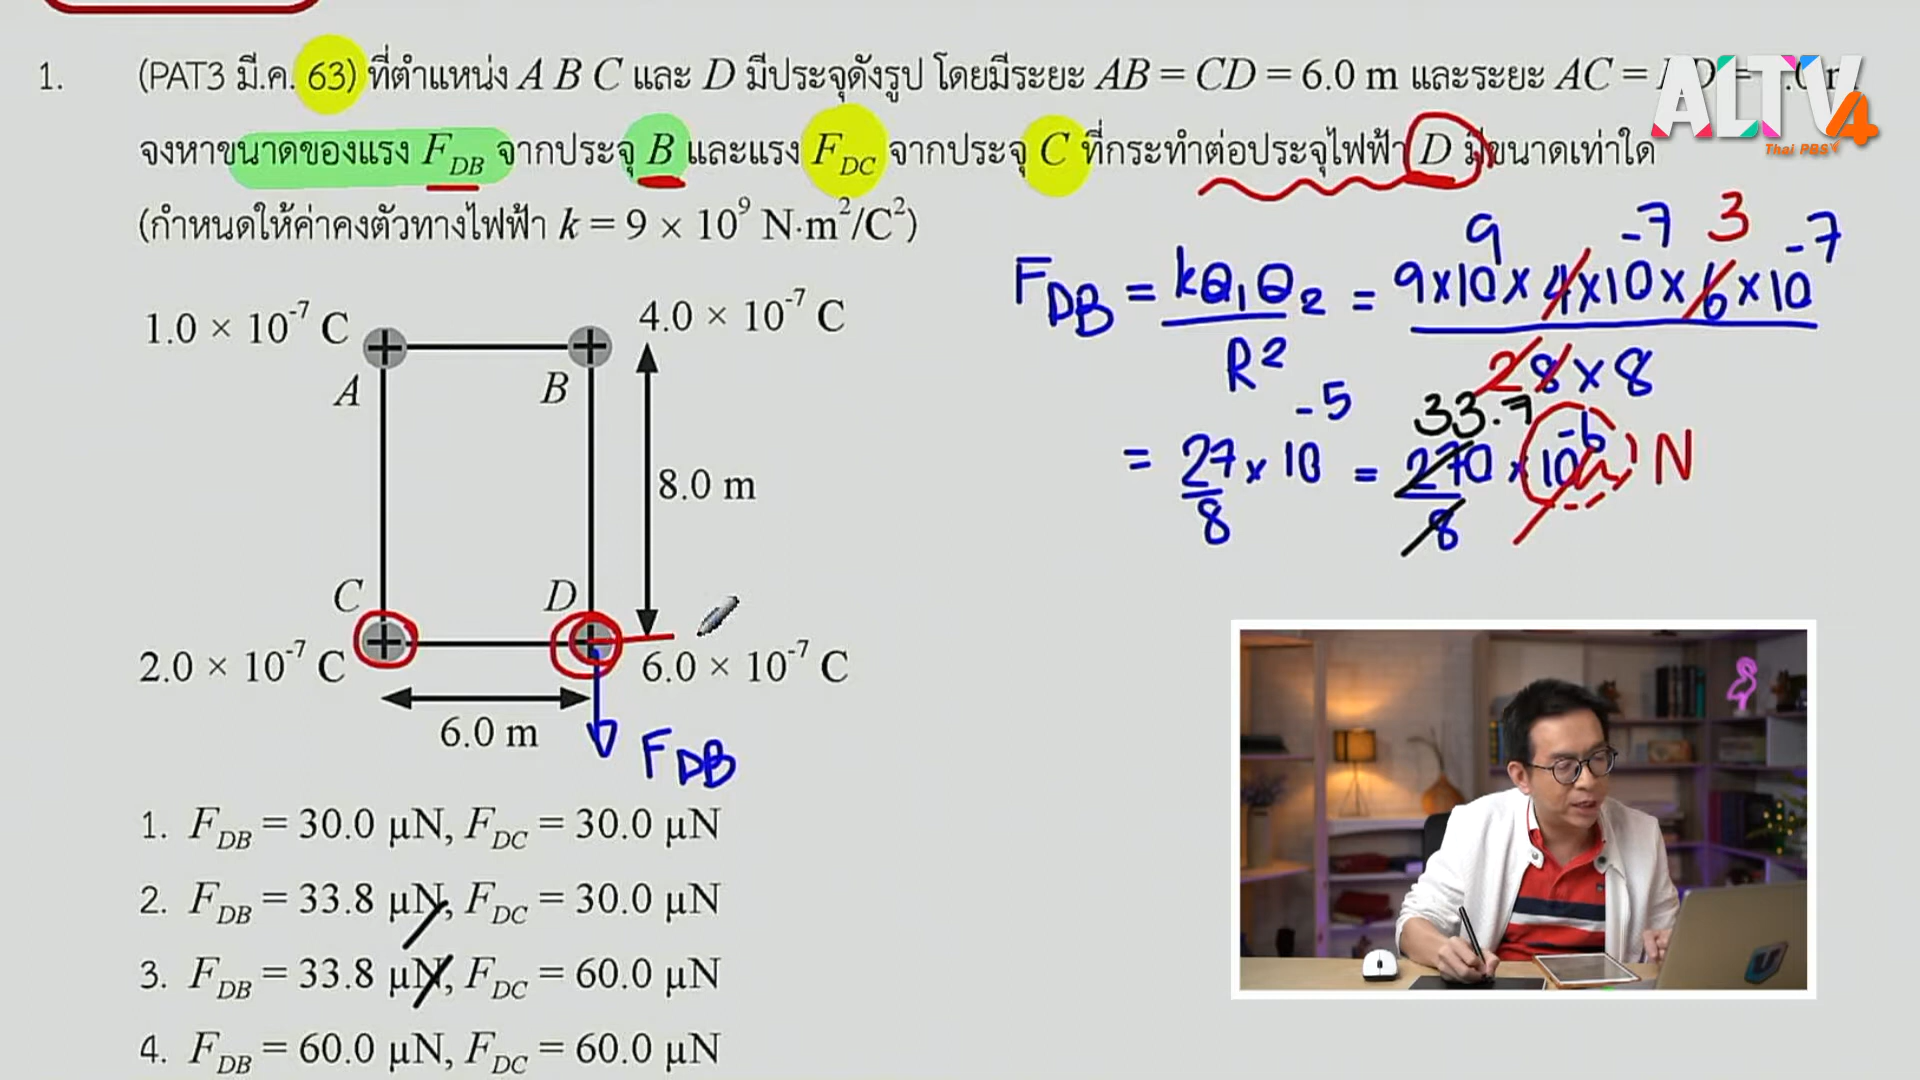 1. (PAT3 มี.ค. 63) ที่ตำแหน่ง A B C และ D มีประจุดังรูป โดยมีระยะ AB = CD = 6.0 m และระยะ AC =
ALTV4
Thai PBS
จงหาขนาดของแรง F_DB จากประจุ B และแรง F_DC จากประจุ C ที่กระทำต่อประจุไฟฟ้า D มีขนาดเท่าใด
(กำหนดให้ค่าคงตัวทางไฟฟ้า k = 9 × 10⁹ N·m²/C²)
F_DB = kQ₁Q₂/R² = 9×10⁹×4×10⁻⁷×6×10⁻⁷ / 8×8
3
2
= 27/8 × 10⁻⁵ = 270/8 × 10⁻⁶ N
33.7
μ
1.0 × 10⁻⁷ C
4.0 × 10⁻⁷ C
A
B
8.0 m
C
D
2.0 × 10⁻⁷ C
6.0 × 10⁻⁷ C
6.0 m
F_DB
1. F_DB = 30.0 μN, F_DC = 30.0 μN
2. F_DB = 33.8 μN, F_DC = 30.0 μN
3. F_DB = 33.8 μN, F_DC = 60.0 μN
4. F_DB = 60.0 μN, F_DC = 60.0 μN